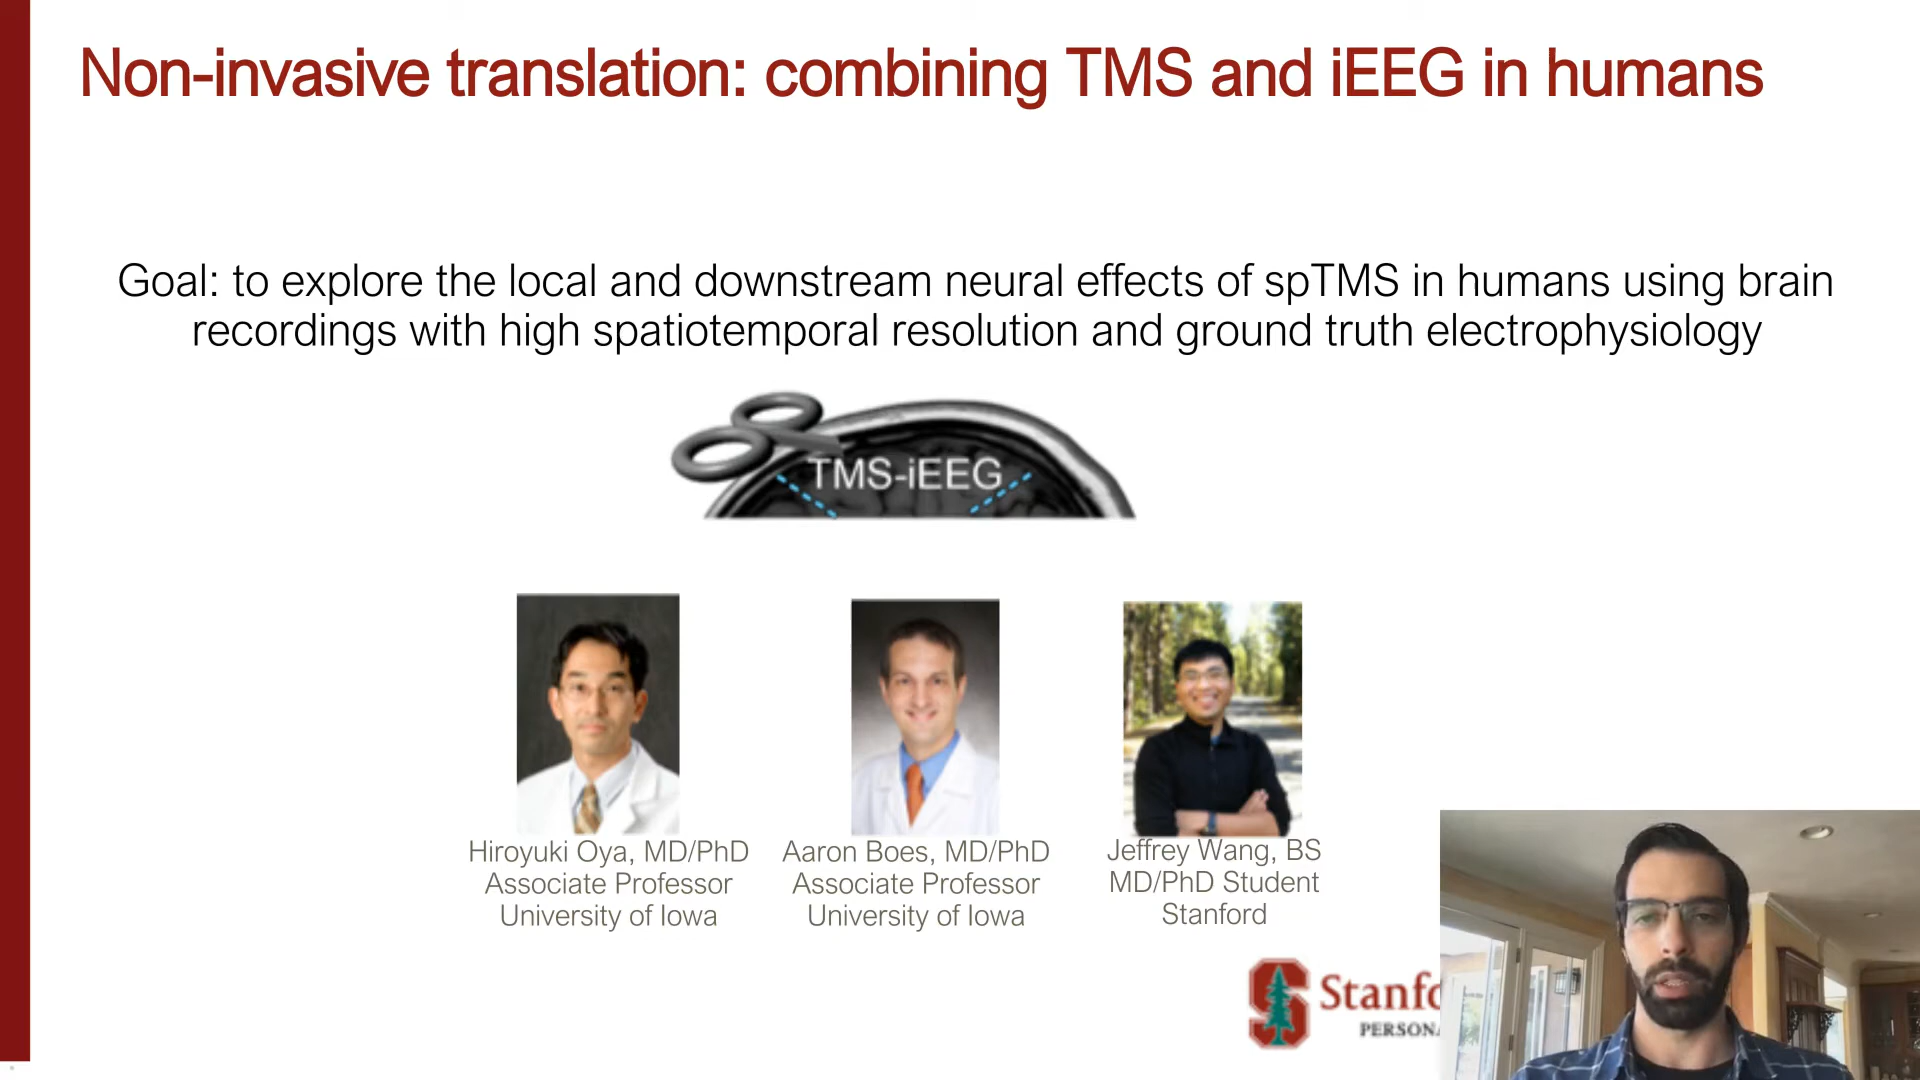 Non-invasive translation: combining TMS and iEEG in humans
Goal: to explore the local and downstream neural effects of spTMS in humans using brain
recordings with high spatiotemporal resolution and ground truth electrophysiology
TMS-iEEG
Hiroyuki Oya, MD/PhD
Associate Professor
University of Iowa
Aaron Boes, MD/PhD
Associate Professor
University of Iowa
Jeffrey Wang, BS
MD/PhD Student
Stanford